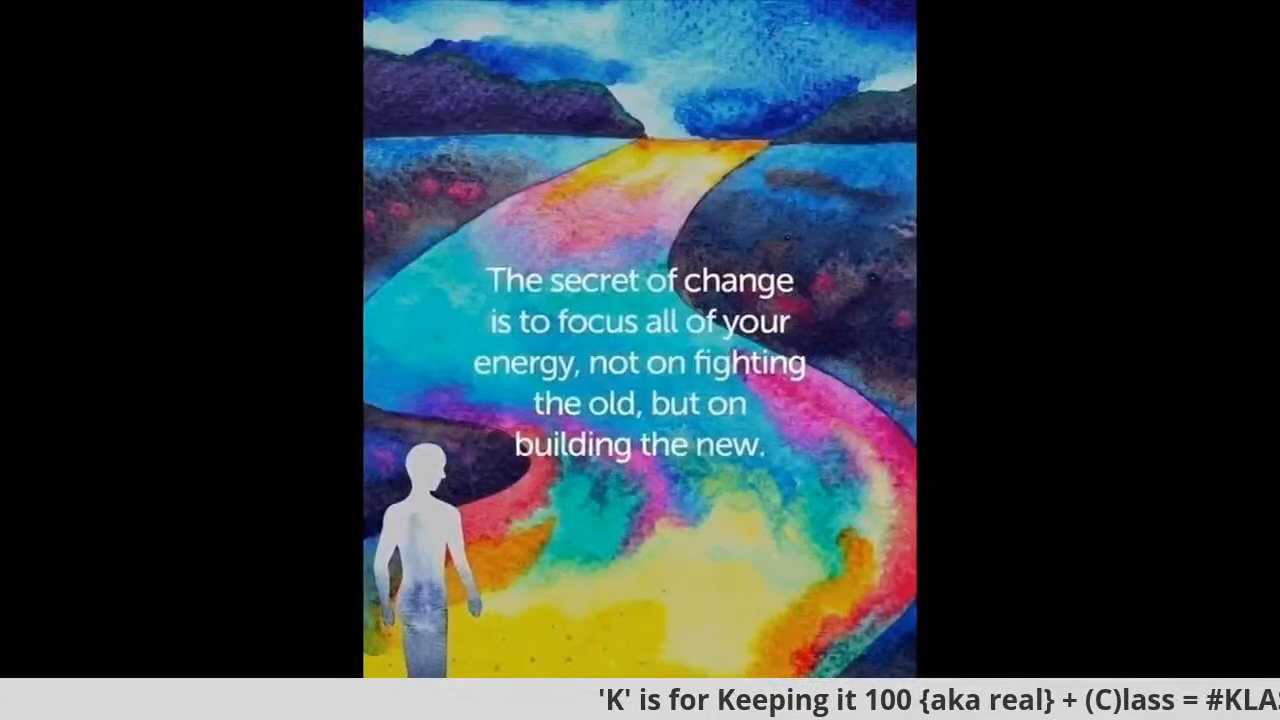 The secret of change
is to focus all of your
energy, not on fighting
the old, but on
building the new.
'K' is for Keeping it 100 {aka real} + (C)lass = #KLA